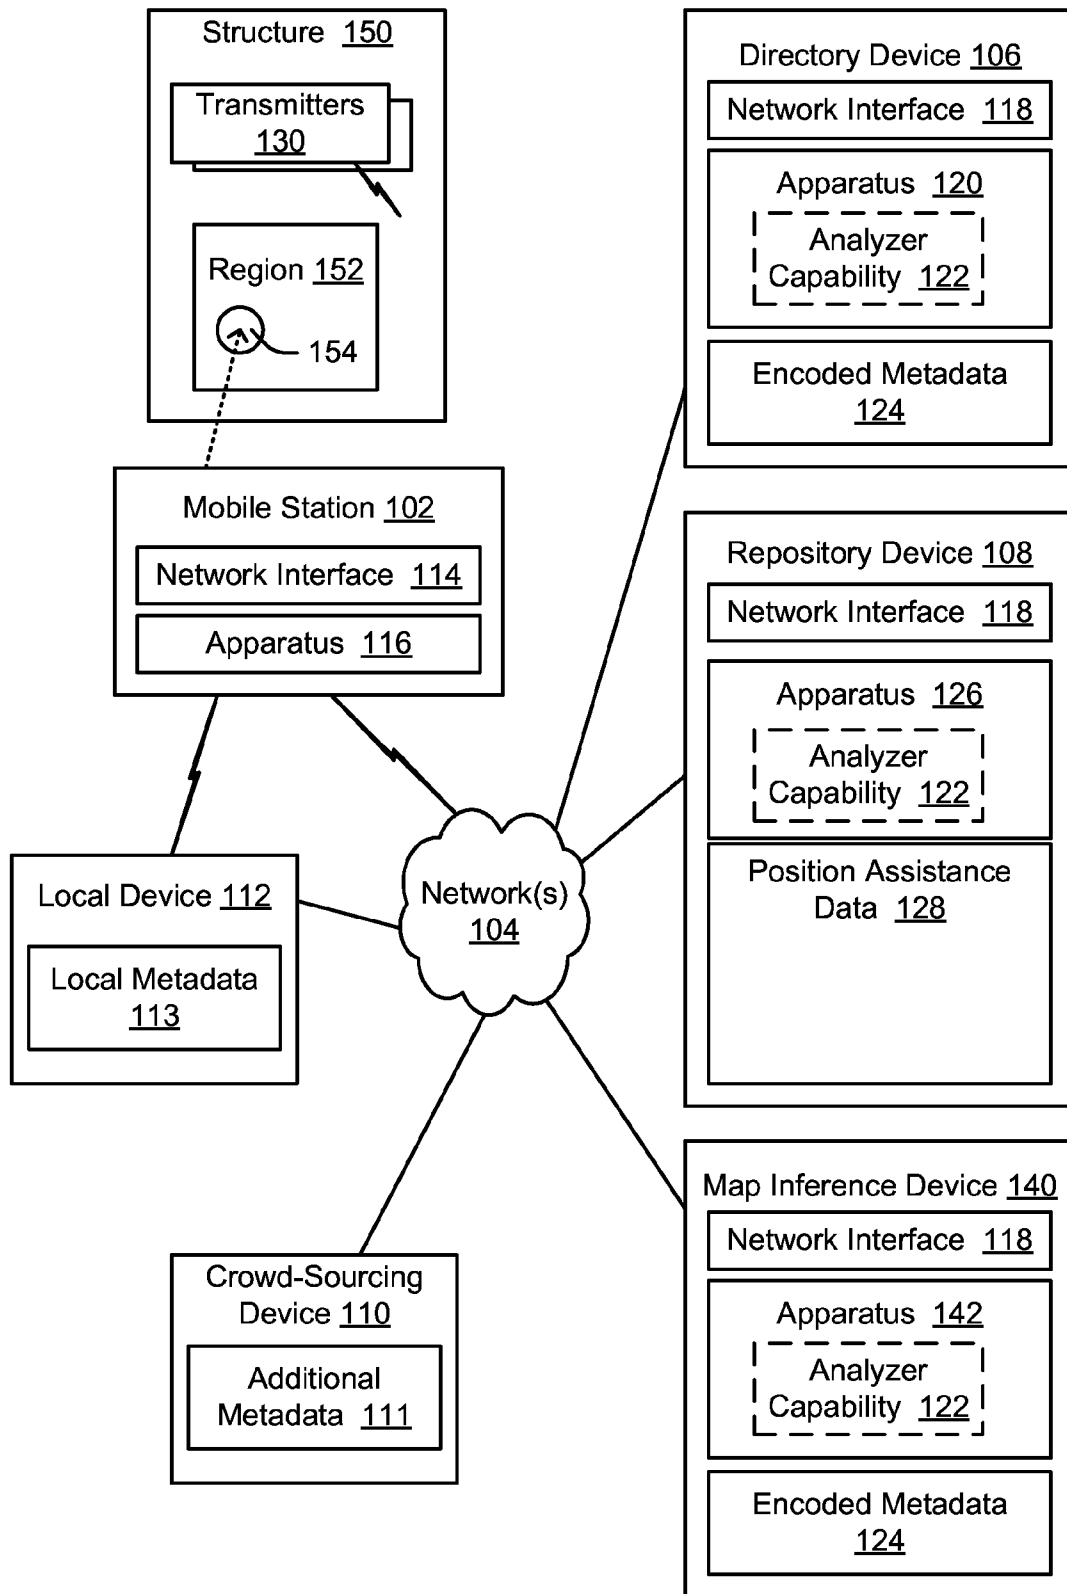 Structure 150
Transmitters
130
Region 152
154
Mobile Station 102
Network Interface 114
Apparatus 116
Local Device 112
Local Metadata
113
Network(s)
104
Crowd-Sourcing
Device 110
Additional
Metadata 111
Directory Device 106
Network Interface 118
Apparatus 120
Analyzer
Capability 122
Encoded Metadata
124
Repository Device 108
Network Interface 118
Apparatus 126
Analyzer
Capability 122
Position Assistance
Data 128
Map Inference Device 140
Network Interface 118
Apparatus 142
Analyzer
Capability 122
Encoded Metadata
124